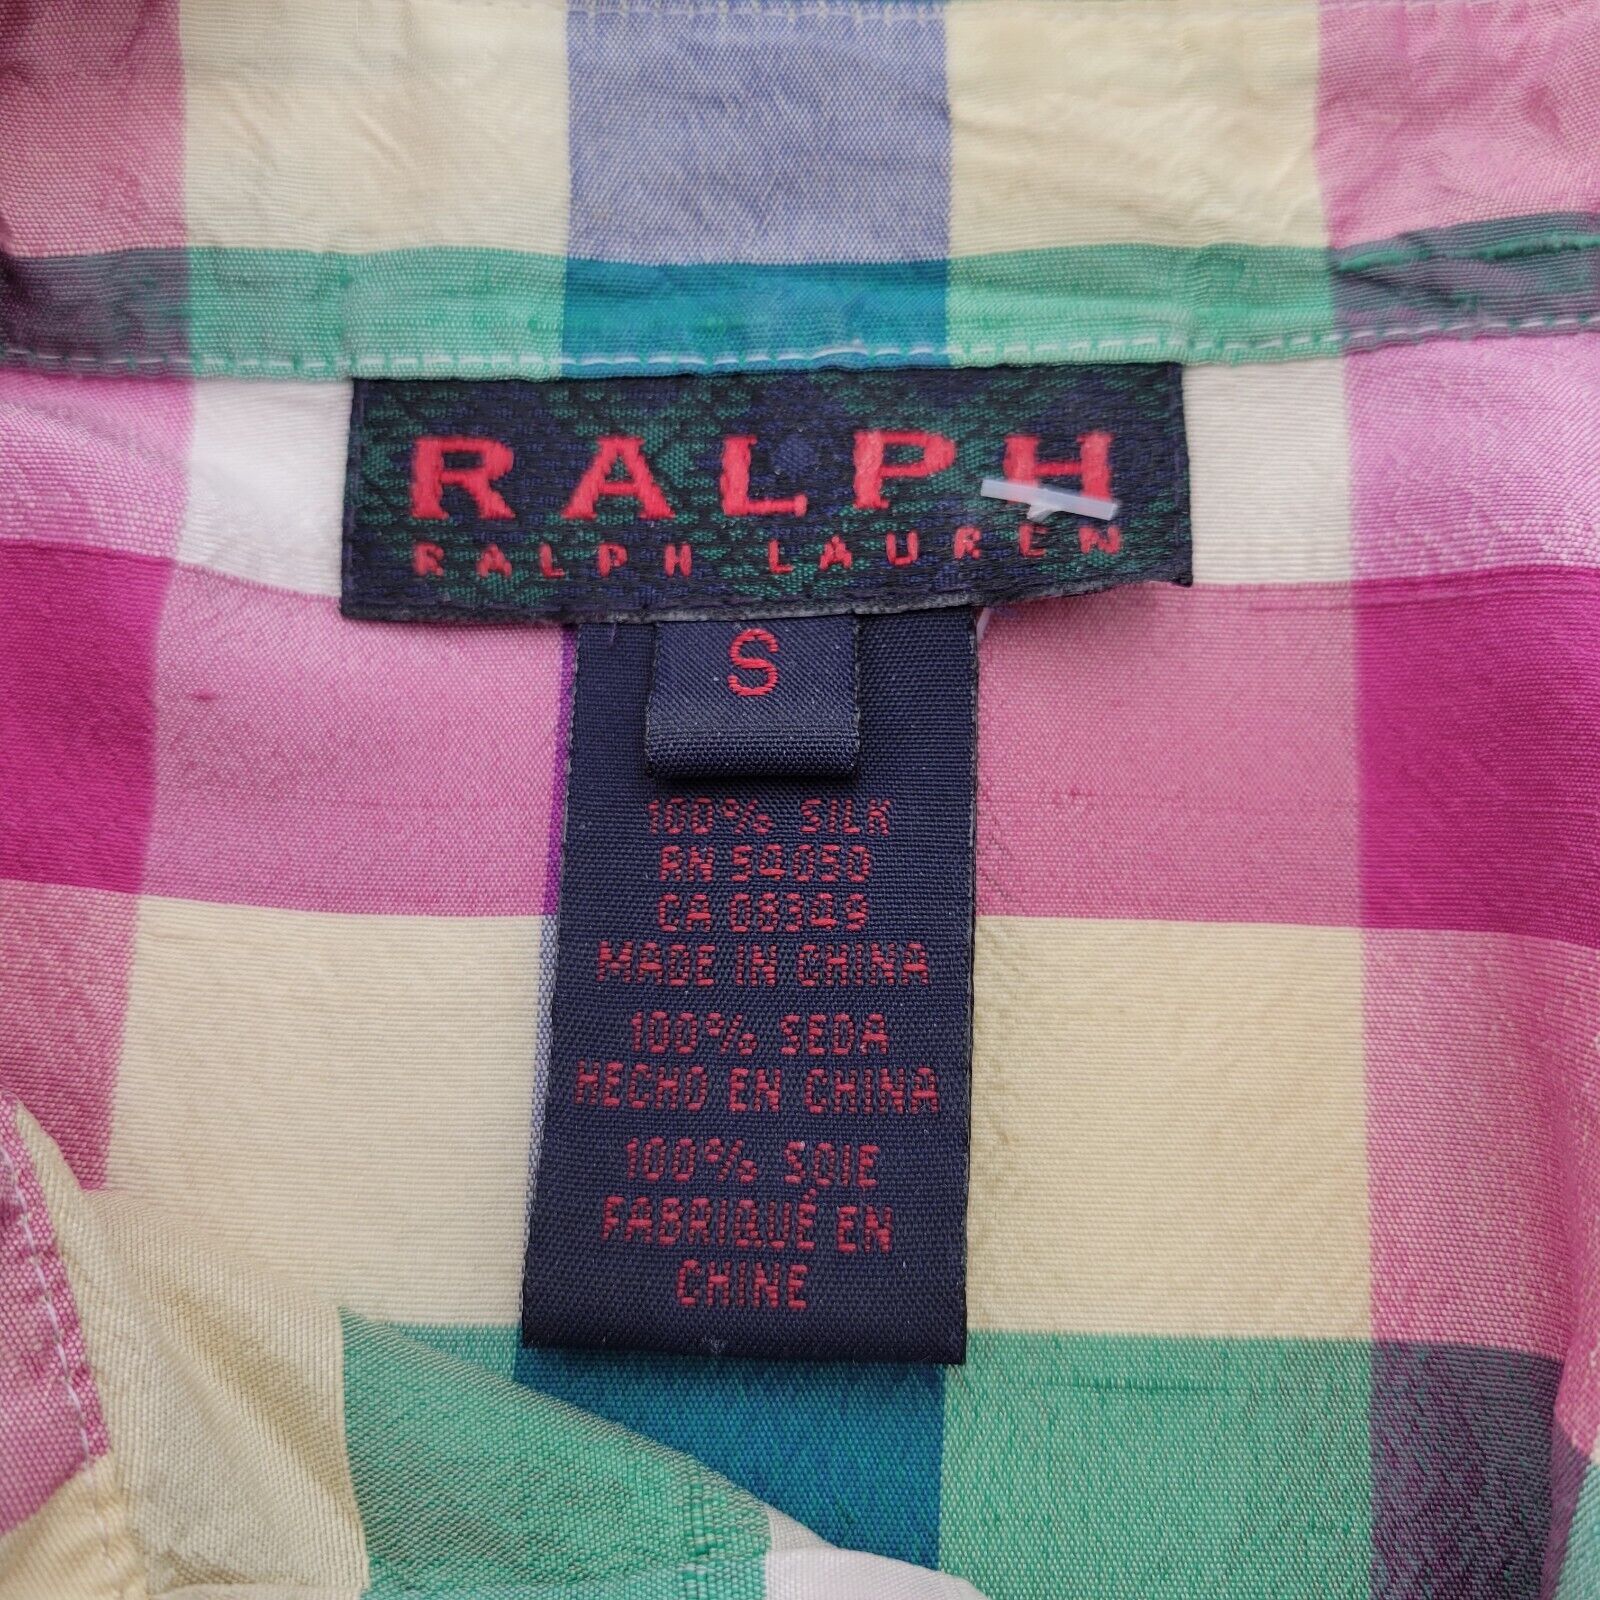 RALPH
RALPH LAUREN
S
100% SILK
RN 54050
CA 08349
MADE IN CHINA
100% SEDA
HECHO EN CHINA
100% SOIE
FABRIQUÉ EN
CHINE